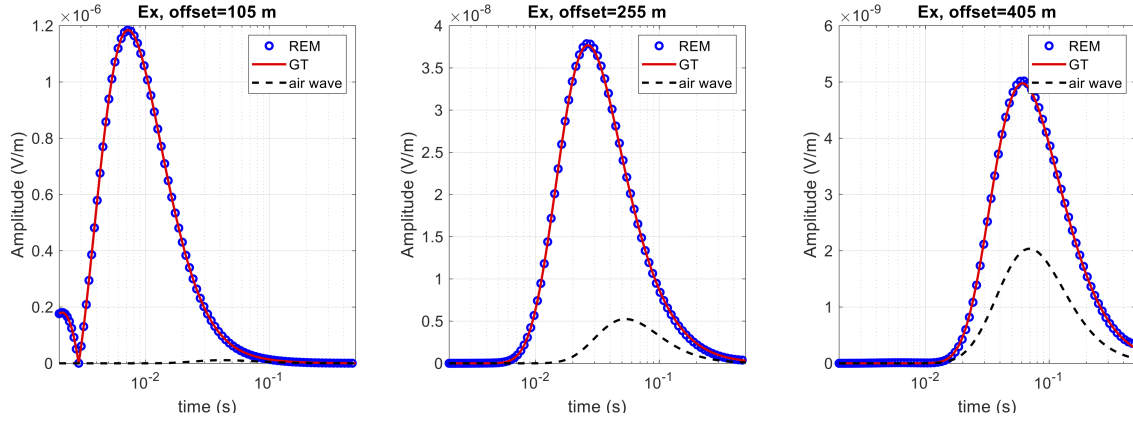 ×10⁻⁶
Ex, offset=105 m
1.2
1
0.8
0.6
0.4
0.2
0
Amplitude (V/m)
REM
GT
air wave
10⁻²
10⁻¹
time (s)
×10⁻⁸
Ex, offset=255 m
4.0
3.5
2.8
2.1
1.4
0.5
0
Amplitude (V/m)
REM
GT
air wave
10⁻²
10⁻¹
time (s)
×10⁻⁹
Ex, offset=405 m
6
5
4
3
2
1
0
Amplitude (V/m)
REM
GT
air wave
10⁻²
10⁻¹
time (s)